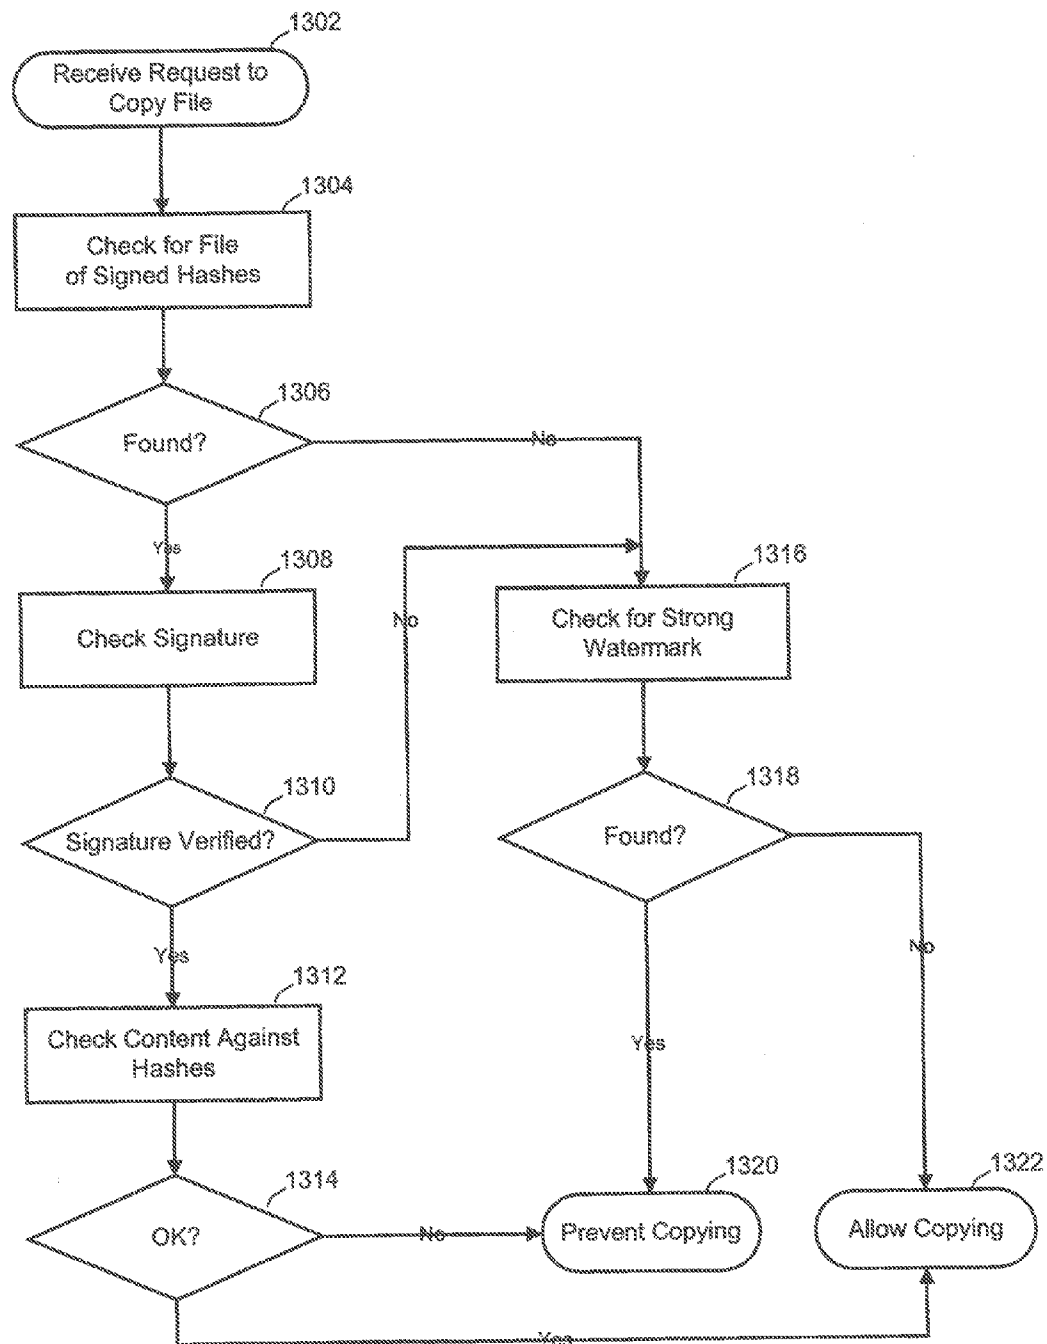 1302
Receive Request to
Copy File
1304
Check for File
of Signed Hashes
1306
Found?
No
Yes
1308
Check Signature
No
1316
Check for Strong
Watermark
1310
Signature Verified?
1318
Found?
Yes
No
1312
Check Content Against
Hashes
Yes
1314
OK?
No
1320
Prevent Copying
1322
Allow Copying
Yes